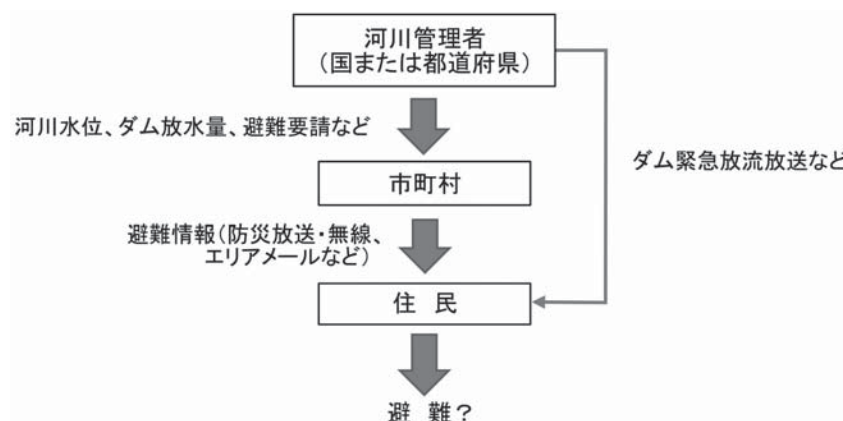 河川管理者
(国または都道府県)
河川水位、ダム放水量、避難要請など
ダム緊急放流放送など
市町村
避難情報(防災放送・無線、
エリアメールなど)
住 民
避 難?